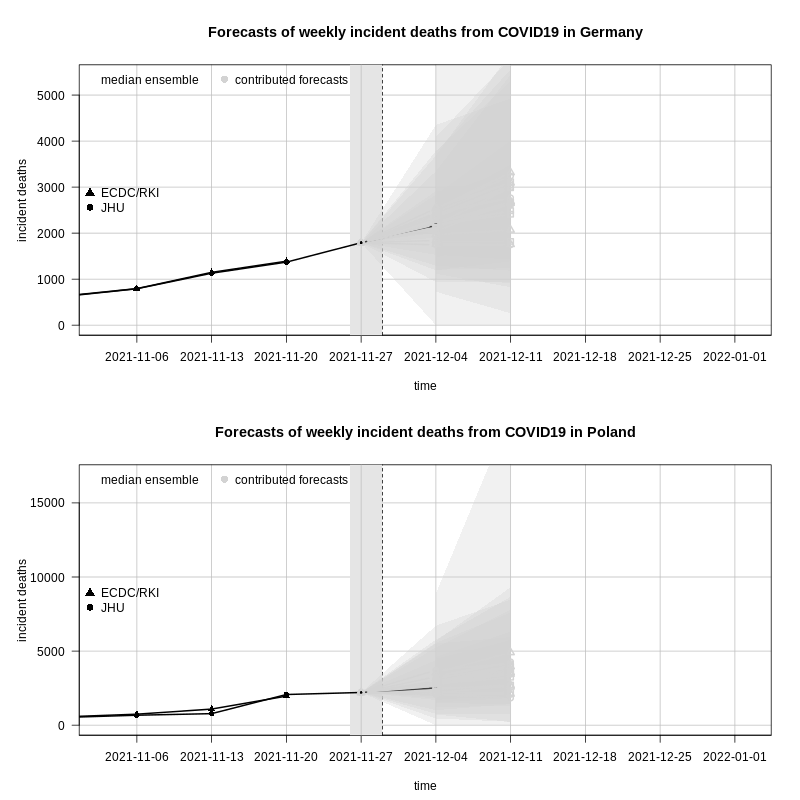 Forecasts of weekly incident deaths from COVID19 in Germany
median ensemble contributed forecasts
5000
4000
3000
2000
1000
0
incident deaths
ECDC/RKI
JHU
2021-11-06 2021-11-13 2021-11-20 2021-11-27 2021-12-04 2021-12-11 2021-12-18 2021-12-25 2022-01-01
time
Forecasts of weekly incident deaths from COVID19 in Poland
median ensemble contributed forecasts
15000
10000
5000
0
incident deaths
ECDC/RKI
JHU
2021-11-06 2021-11-13 2021-11-20 2021-11-27 2021-12-04 2021-12-11 2021-12-18 2021-12-25 2022-01-01
time